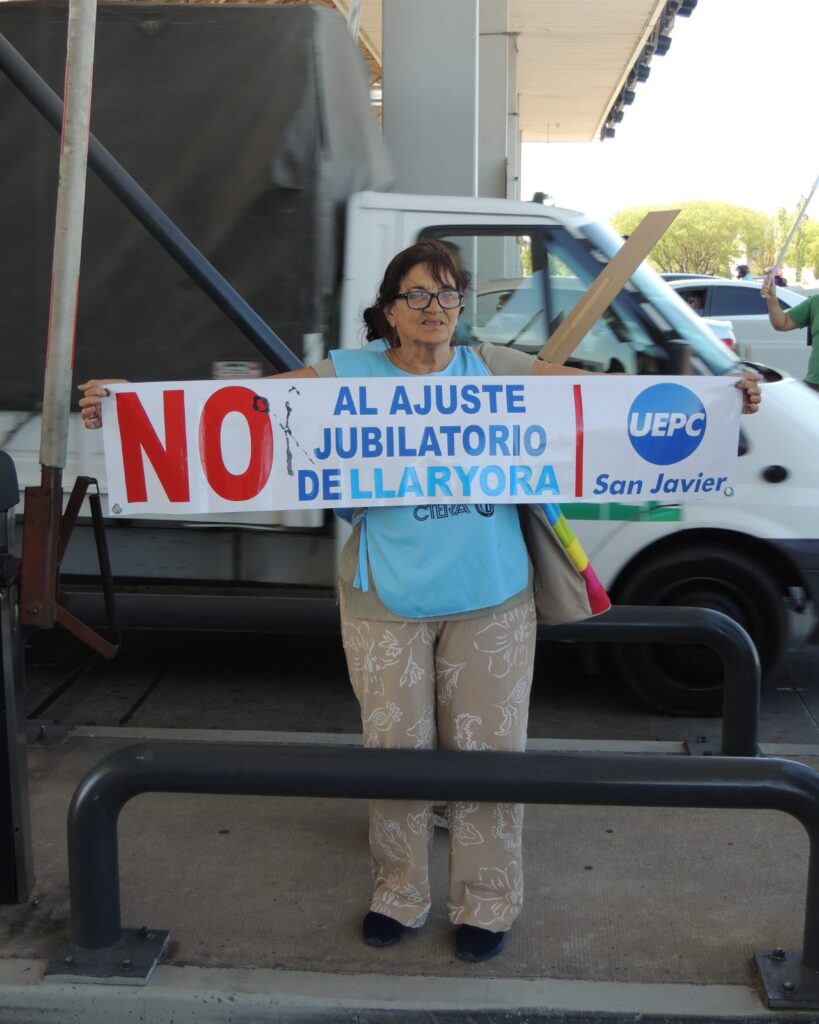 NO
AL AJUSTE
JUBILATORIO
DE LLARYORA
UEPC
San Javier
CTERA